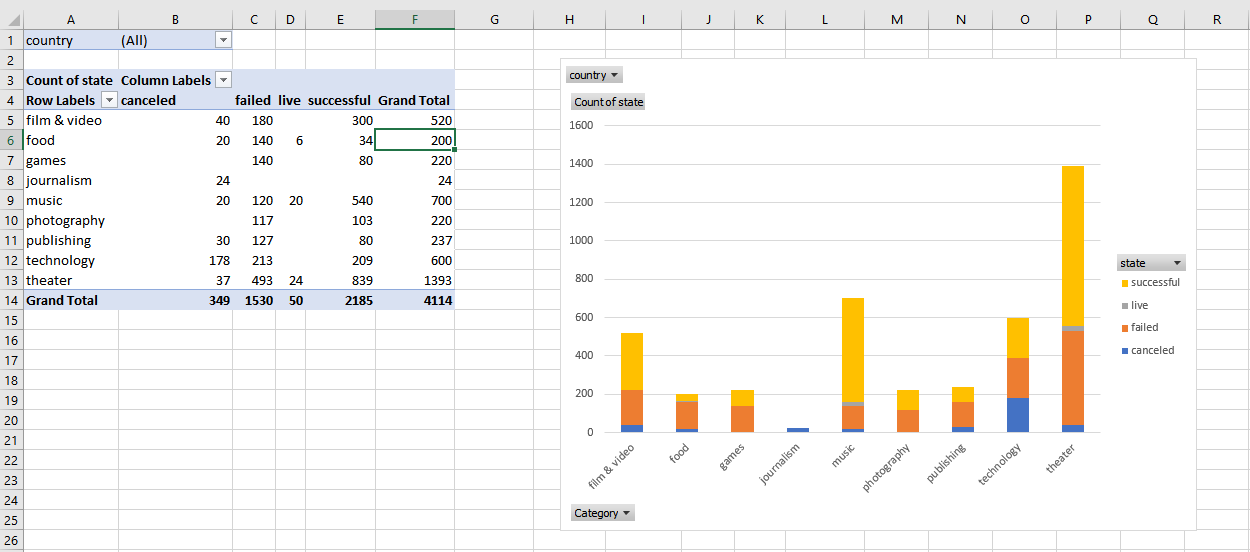 A B C D E F G H I J K L M N O P Q R
1 country (All)
2
3 Count of state Column Labels
4 Row Labels canceled failed live successful Grand Total
5 film & video 40 180 300 520
6 food 20 140 6 34 200
7 games 140 80 220
8 journalism 24 24
9 music 20 120 20 540 700
10 photography 117 103 220
11 publishing 30 127 80 237
12 technology 178 213 209 600
13 theater 37 493 24 839 1393
14 Grand Total 349 1530 50 2185 4114
15
16
17
18
19
20
21
22
23
24
25
26
country
Count of state
1600
1400
1200
1000
800
600
400
200
0
film & video food games journalism music photography publishing technology theater
Category
state
successful
live
failed
canceled